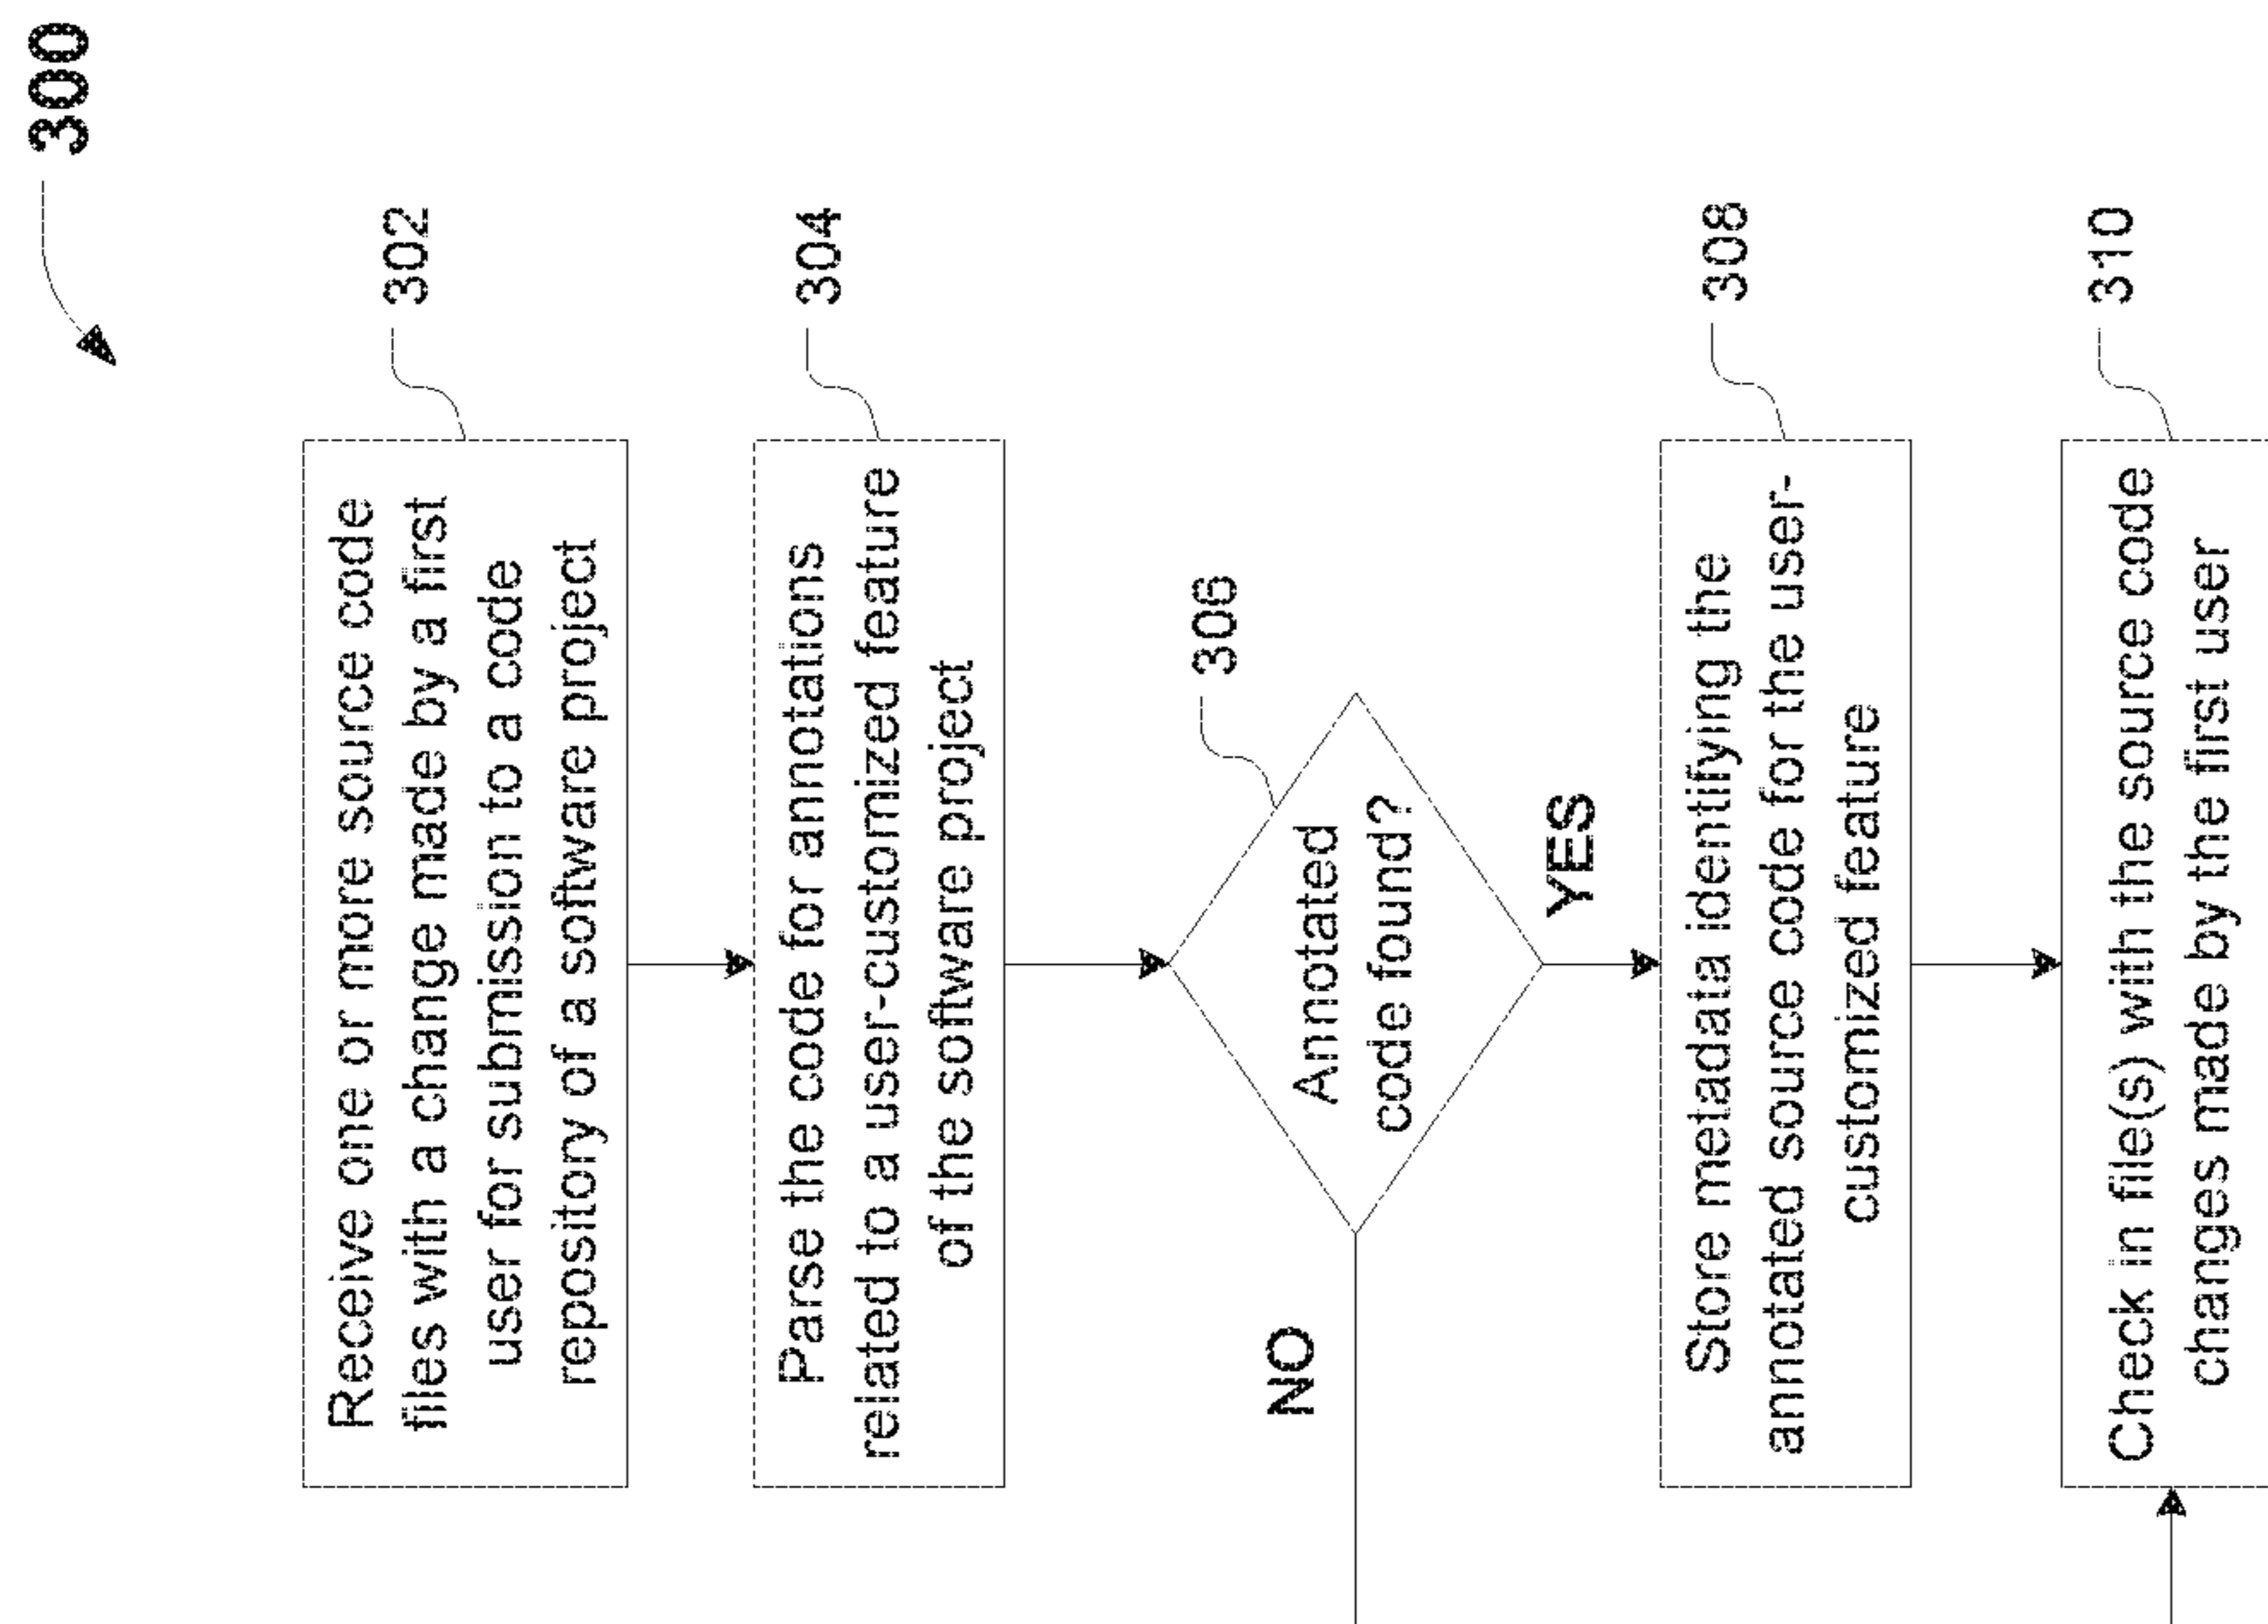 300
302
Receive one or more source code
files with a change made by a first
user for submission to a code
repository of a software project
304
Parse the code for annotations
related to a user-customized feature
of the software project
306
Annotated
code found?
NO
YES
308
Store metadata identifying the
annotated source code for the user-
customized feature
310
Check in file(s) with the source code
changes made by the first user